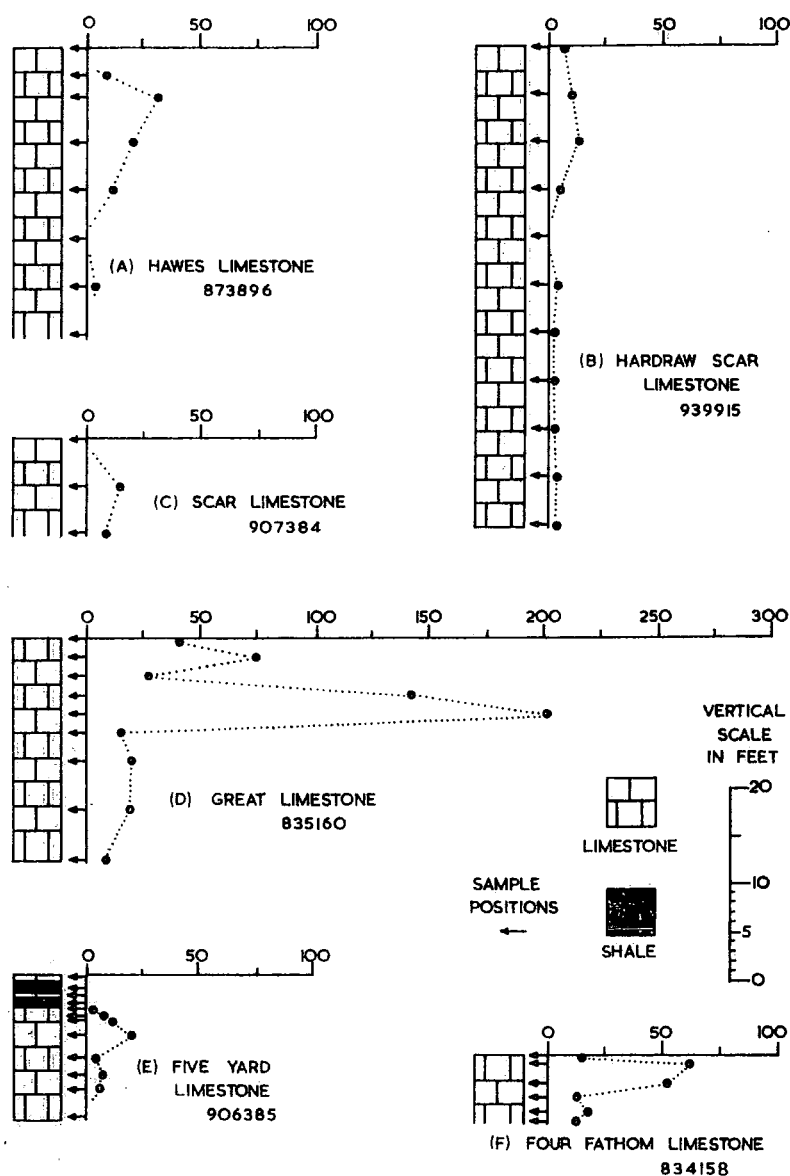 0 50 100
(A) HAWES LIMESTONE
873896
0 50 100
(B) HARDRAW SCAR
LIMESTONE
939915
0 50 100
(C) SCAR LIMESTONE
907384
0 50 100 150 200 250 300
(D) GREAT LIMESTONE
835160
VERTICAL
SCALE
IN FEET
20
10
5
0
LIMESTONE
SAMPLE
POSITIONS
SHALE
0 50 100
(E) FIVE YARD
LIMESTONE
906385
0 50 100
(F) FOUR FATHOM LIMESTONE
834158